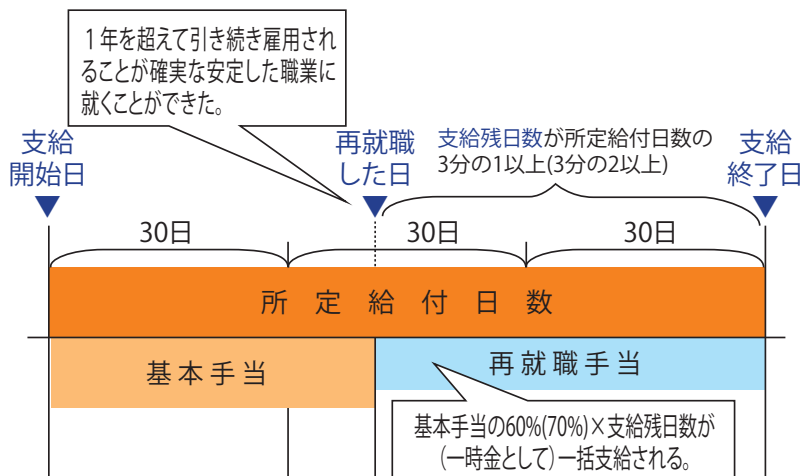 1年を超えて引き続き雇用され
ることが確実な安定した職業に
就くことができた。
支給
開始日
再就職
した日
支給残日数が所定給付日数の
3分の1以上(3分の2以上)
支給
終了日
30日
30日
30日
所定給付日数
基本手当
再就職手当
基本手当の60%(70%)×支給残日数が
(一時金として)一括支給される。